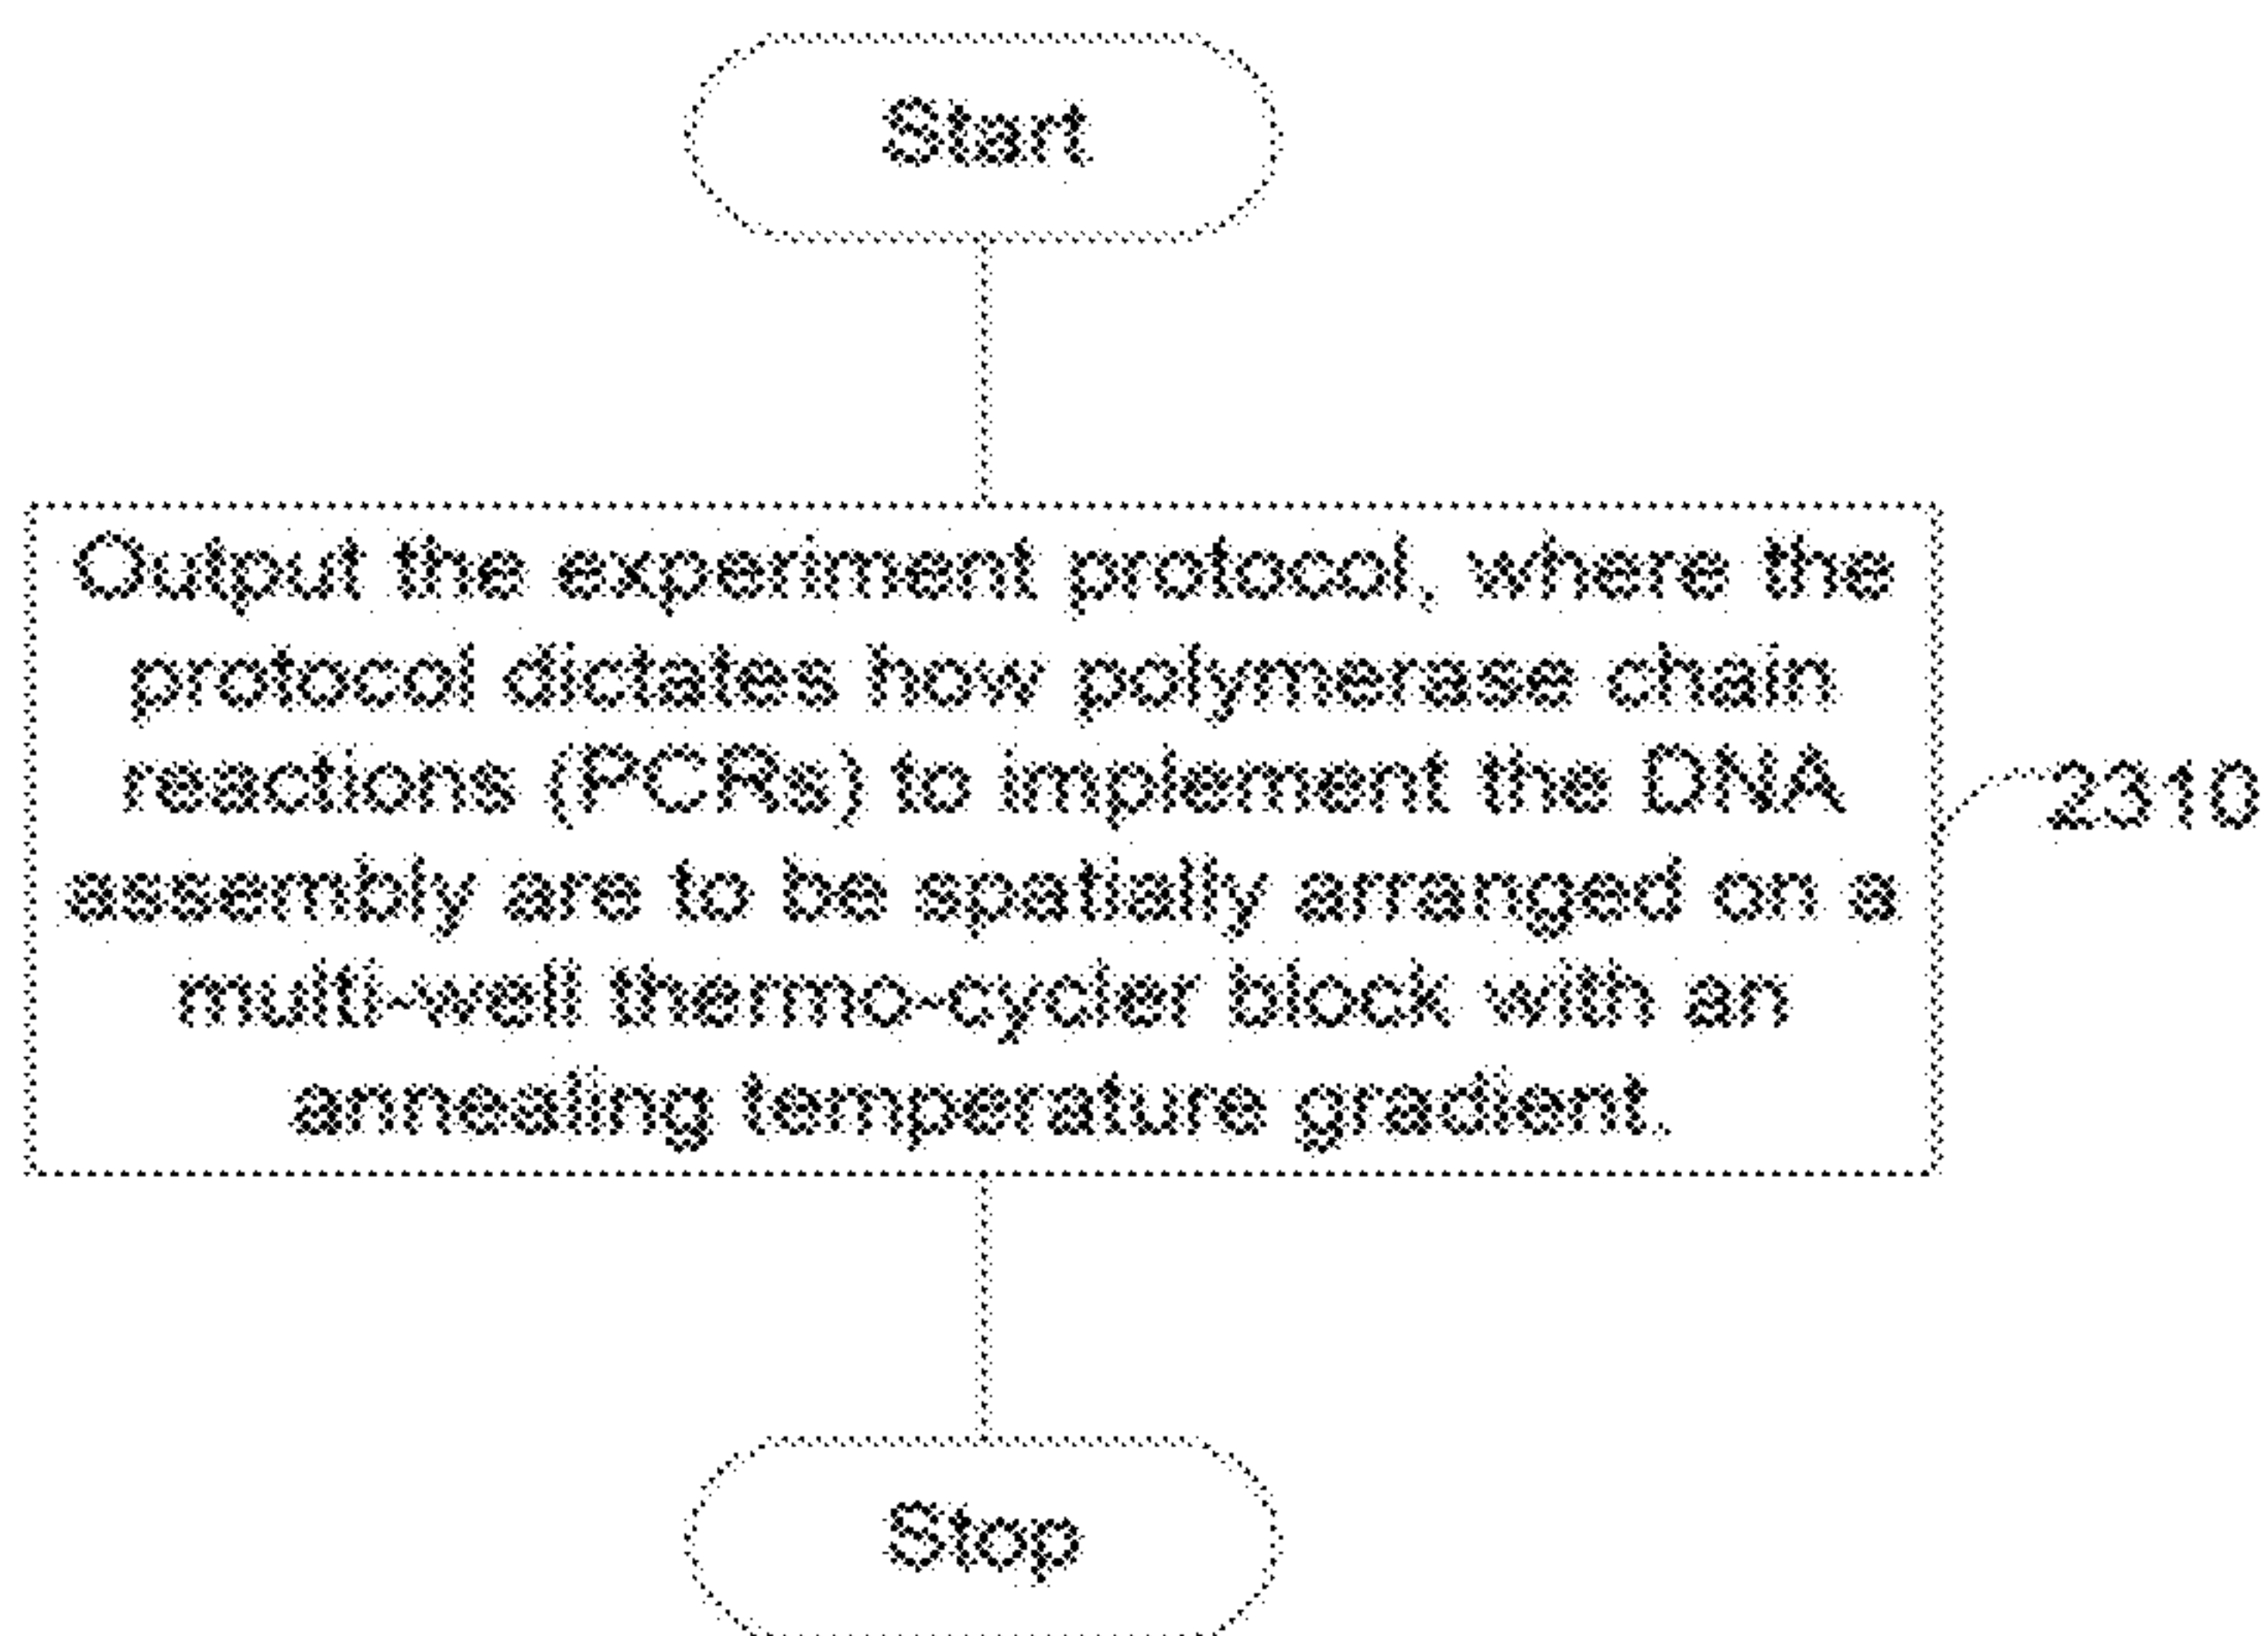 Start
Output the experiment protocol, where the
protocol dictates how polymerase chain
reactions (PCRs) to implement the DNA
assembly are to be spatially arranged on a
multi-well thermo-cycler block with an
annealing temperature gradient.
2310
Stop